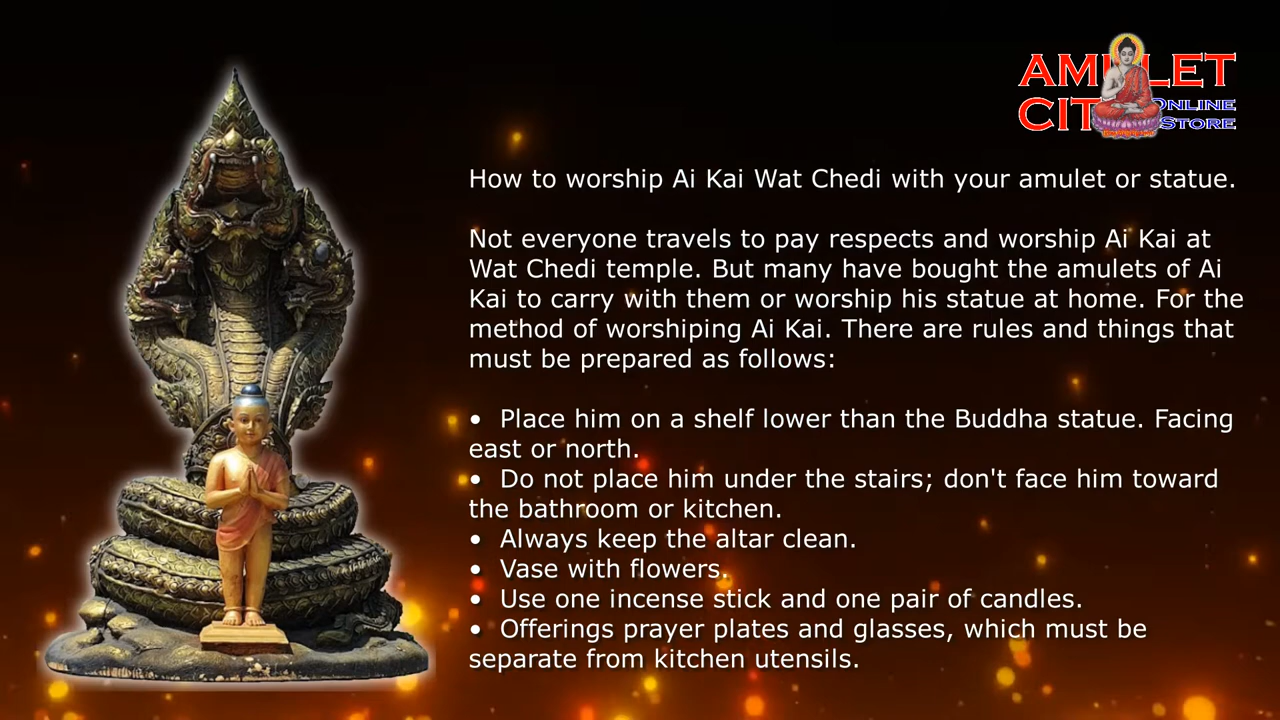 AMULET
CITY ONLINE
STORE
How to worship Ai Kai Wat Chedi with your amulet or statue.
Not everyone travels to pay respects and worship Ai Kai at
Wat Chedi temple. But many have bought the amulets of Ai
Kai to carry with them or worship his statue at home. For the
method of worshiping Ai Kai. There are rules and things that
must be prepared as follows:
• Place him on a shelf lower than the Buddha statue. Facing
east or north.
• Do not place him under the stairs; don't face him toward
the bathroom or kitchen.
• Always keep the altar clean.
• Vase with flowers.
• Use one incense stick and one pair of candles.
• Offerings prayer plates and glasses, which must be
separate from kitchen utensils.